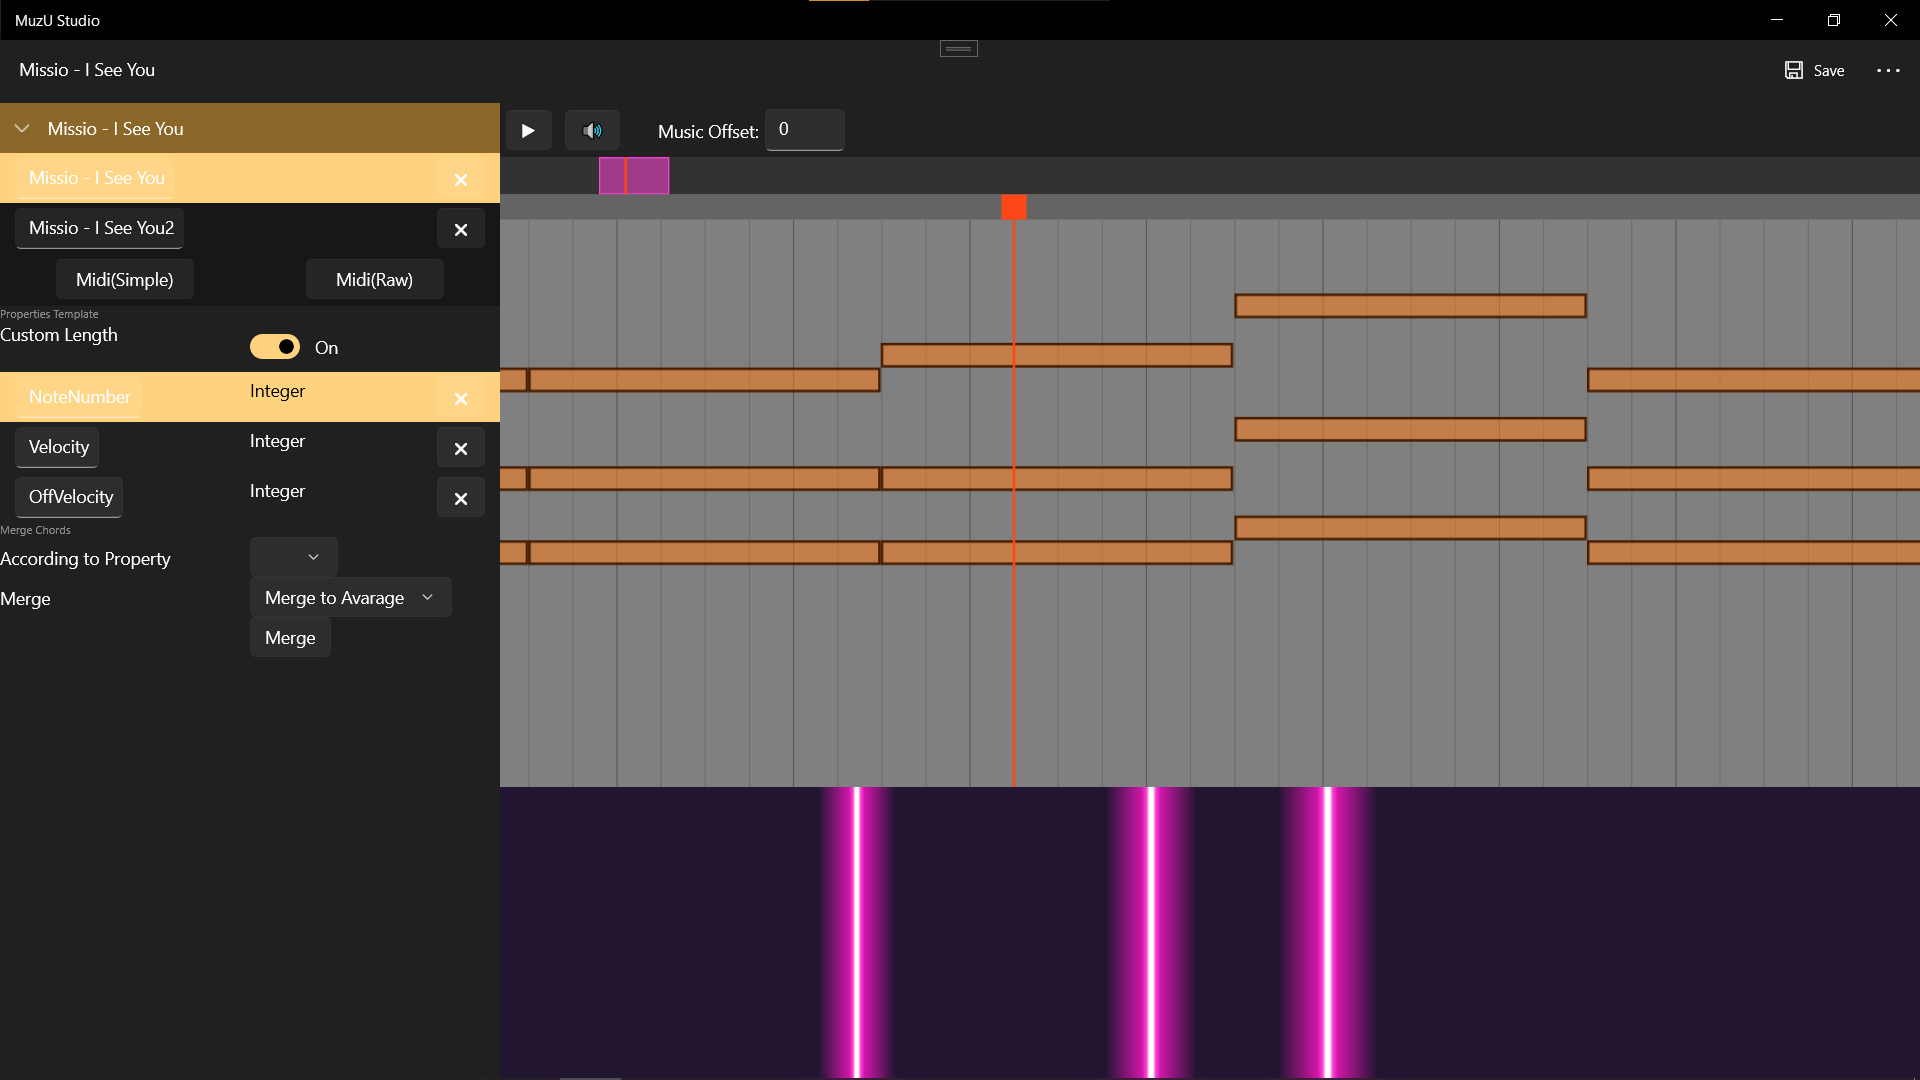 MuzU Studio
Missio - I See You
Save
Missio - I See You
Music Offset: 0
Missio - I See You
Missio - I See You2
Midi(Simple) Midi(Raw)
Properties Template
Custom Length
On
NoteNumber Integer
Velocity Integer
OffVelocity Integer
Merge Chords
According to Property
Merge Merge to Avarage
Merge